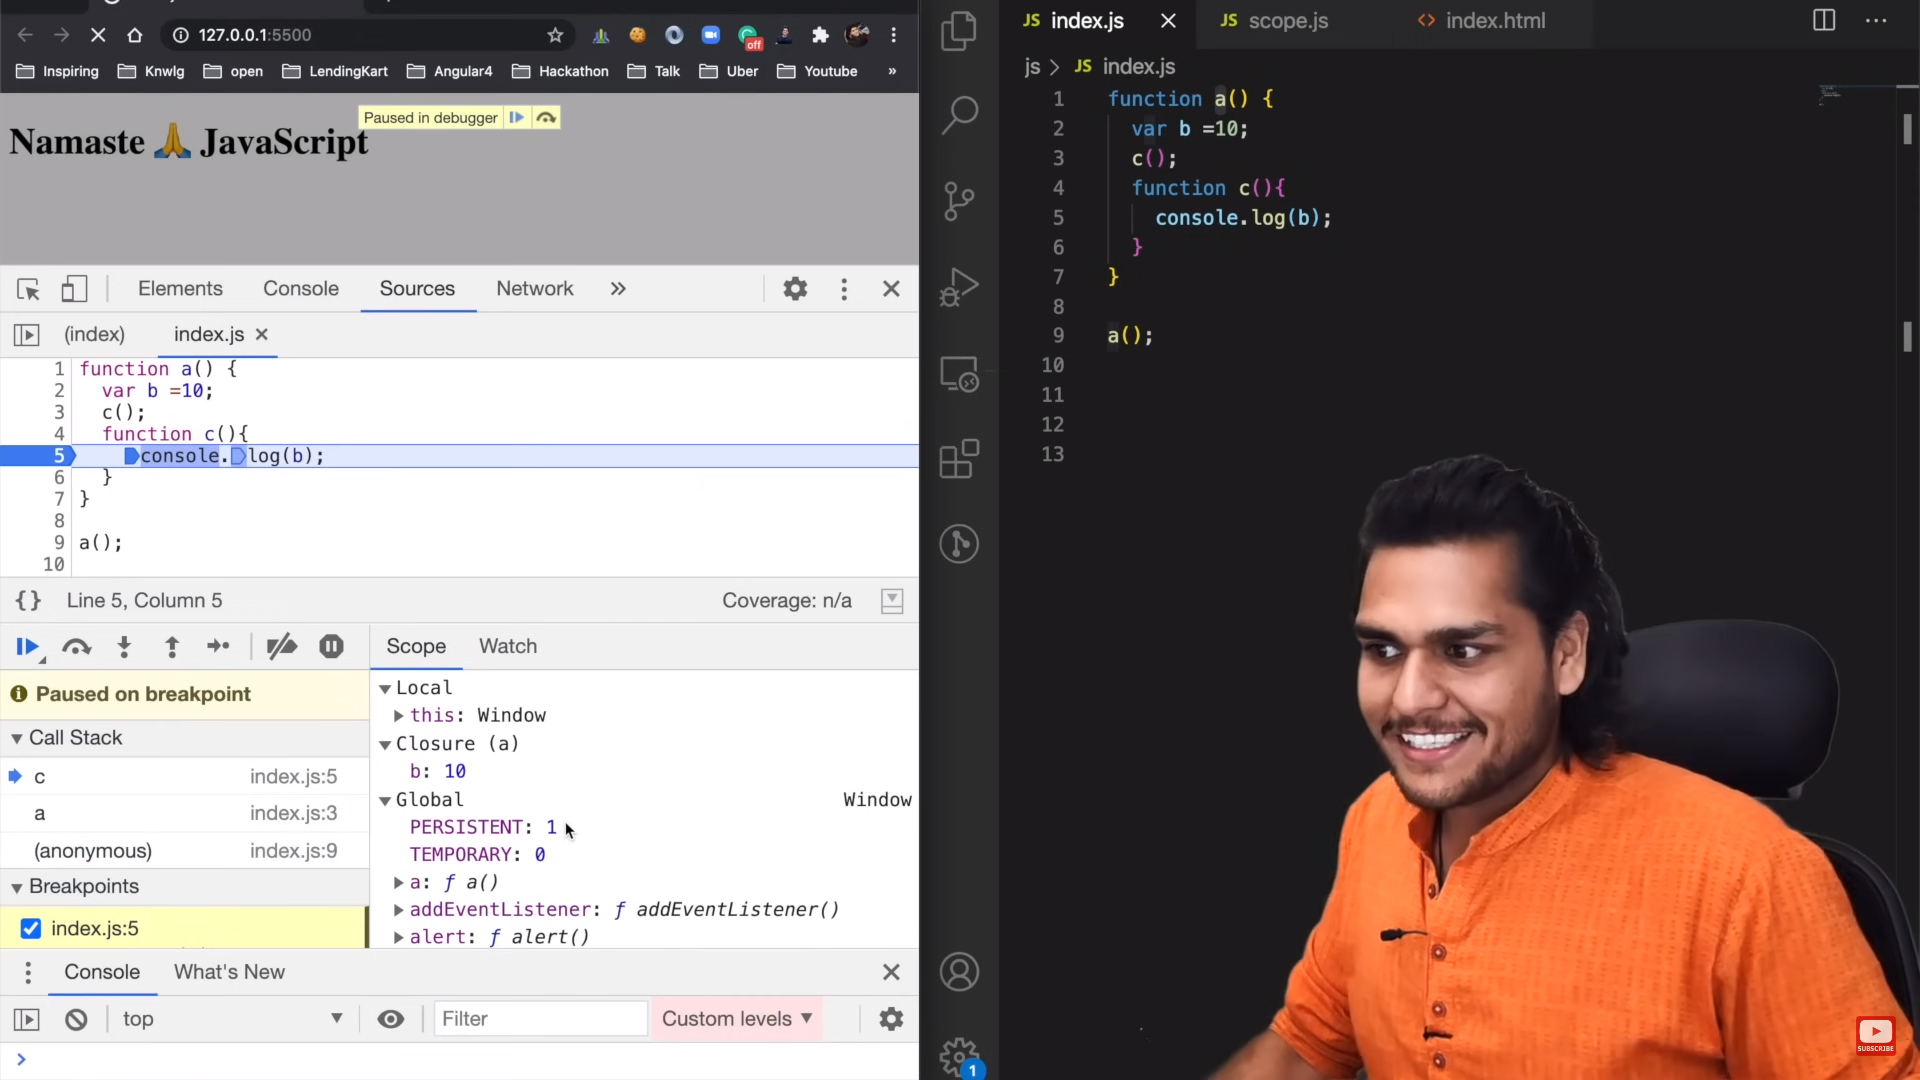 127.0.0.1:5500
off
Inspiring Knwlg open LendingKart Angular4 Hackathon Talk Uber Youtube »
Paused in debugger
Namaste 🙏 JavaScript
Elements Console Sources Network »
(index) index.js
1 function a() {
2 var b =10;
3 c();
4 function c(){
5 console.log(b);
6 }
7 }
8
9 a();
10
{} Line 5, Column 5 Coverage: n/a
Scope Watch
Paused on breakpoint
Call Stack
c index.js:5
a index.js:3
(anonymous) index.js:9
Breakpoints
index.js:5
Local
this: Window
Closure (a)
b: 10
Global Window
PERSISTENT: 1
TEMPORARY: 0
a: ƒ a()
addEventListener: ƒ addEventListener()
alert: ƒ alert()
Console What's New
top Filter Custom levels
>
JS index.js JS scope.js <> index.html
js > JS index.js
1 function a() {
2 var b =10;
3 c();
4 function c(){
5 console.log(b);
6 }
7 }
8
9 a();
10
11
12
13
1
SUBSCRIBE